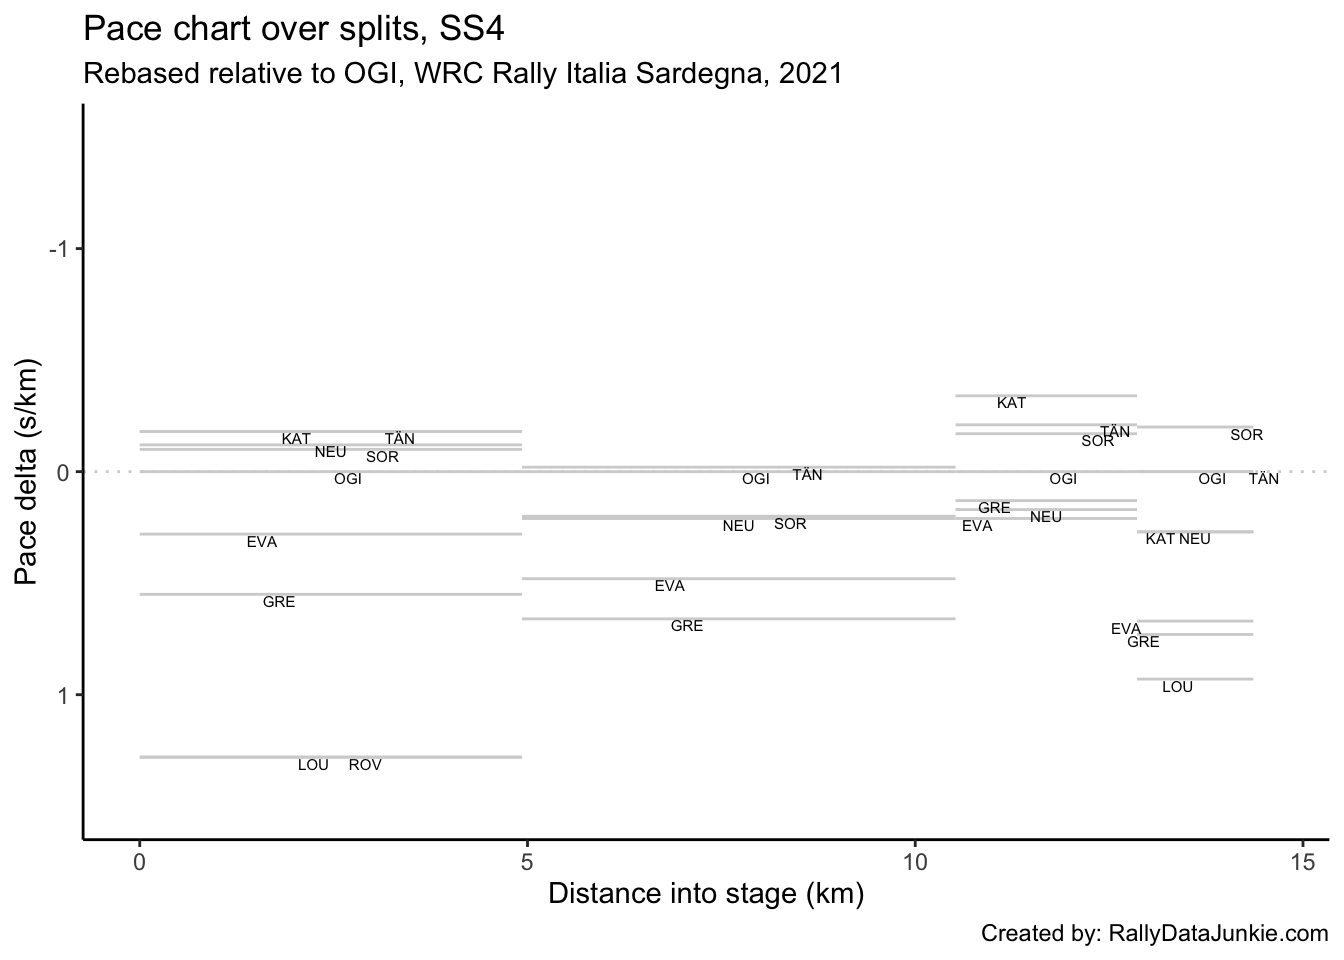 Pace chart over splits, SS4
Rebased relative to OGI, WRC Rally Italia Sardegna, 2021
Pace delta (s/km)
-1
0
1
KAT
TÄN
SOR
SOR
KAT TÄN
NEU
SOR
OGI
OGI
TÄN
OGI
OGI
TÄN
GRE
NEU
EVA
NEU
SOR
EVA
KAT NEU
EVA
GRE
GRE
EVA
GRE
LOU
LOU ROV
0 5 10 15
Distance into stage (km)
Created by: RallyDataJunkie.com